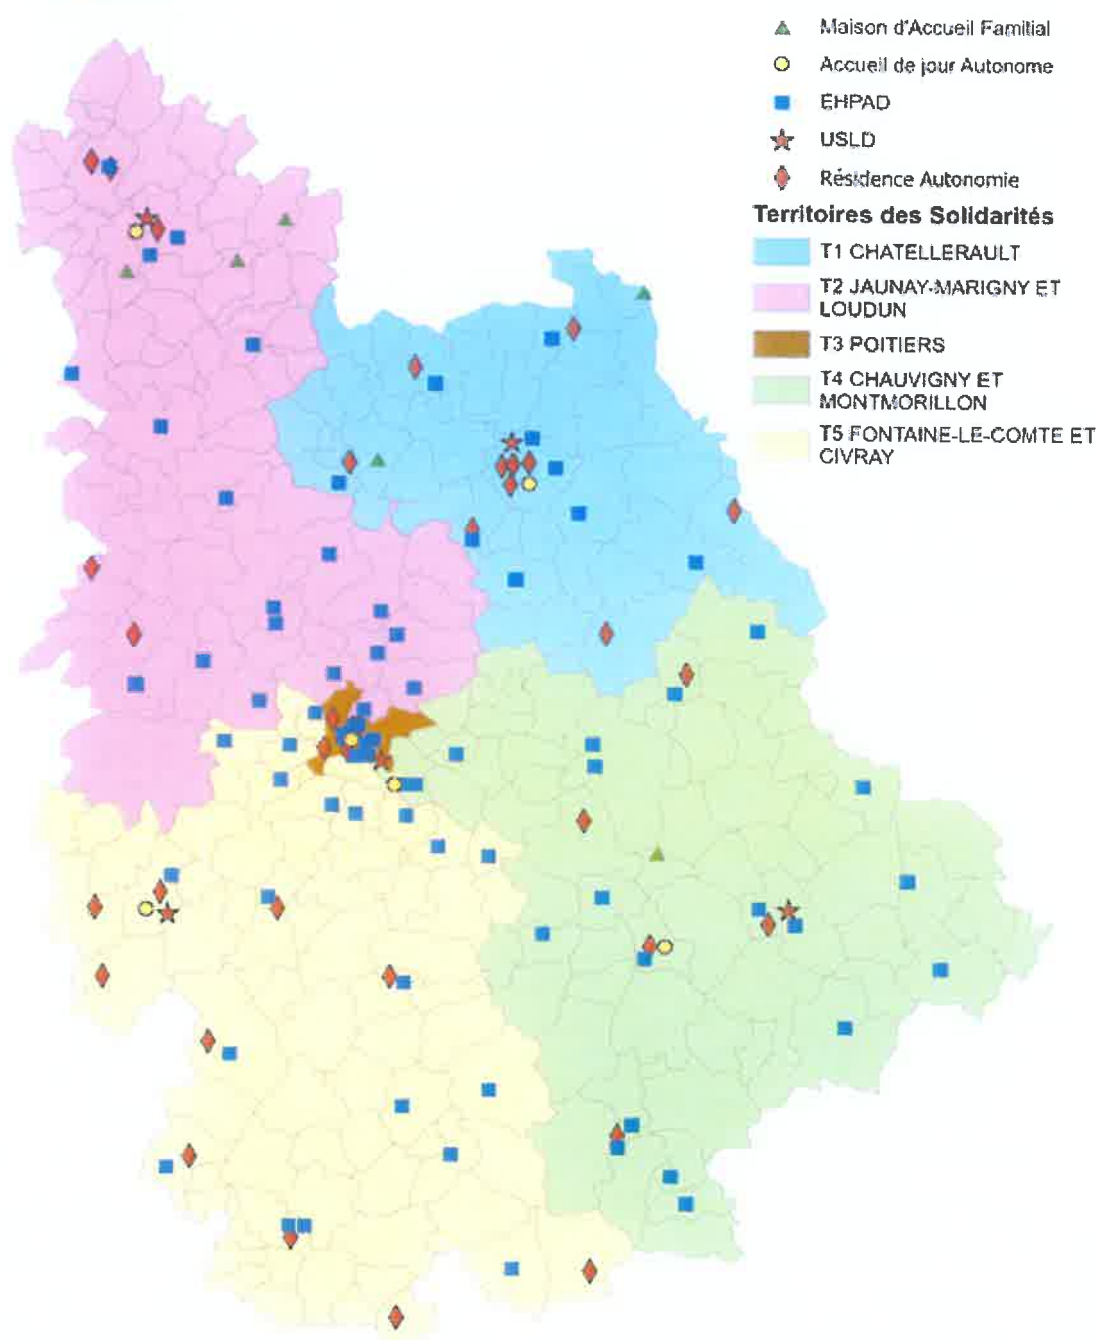 Maison d'Accueil Familial
Accueil de jour Autonome
EHPAD
USLD
Résidence Autonomie
Territoires des Solidarités
T1 CHATELLERAULT
T2 JAUNAY-MARIGNY ET
LOUDUN
T3 POITIERS
T4 CHAUVIGNY ET
MONTMORILLON
T5 FONTAINE-LE-COMTE ET
CIVRAY